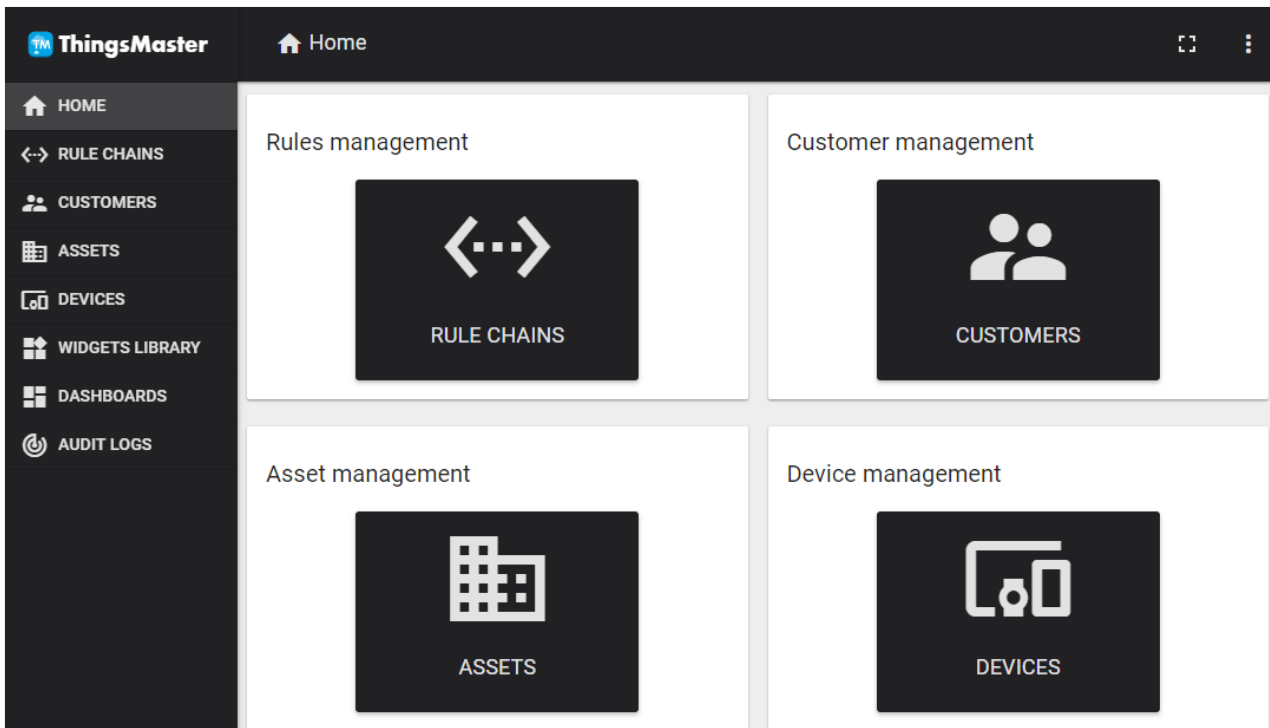 TM ThingsMaster
Home
HOME
RULE CHAINS
CUSTOMERS
ASSETS
DEVICES
WIDGETS LIBRARY
DASHBOARDS
AUDIT LOGS
Rules management
RULE CHAINS
Customer management
CUSTOMERS
Asset management
ASSETS
Device management
DEVICES